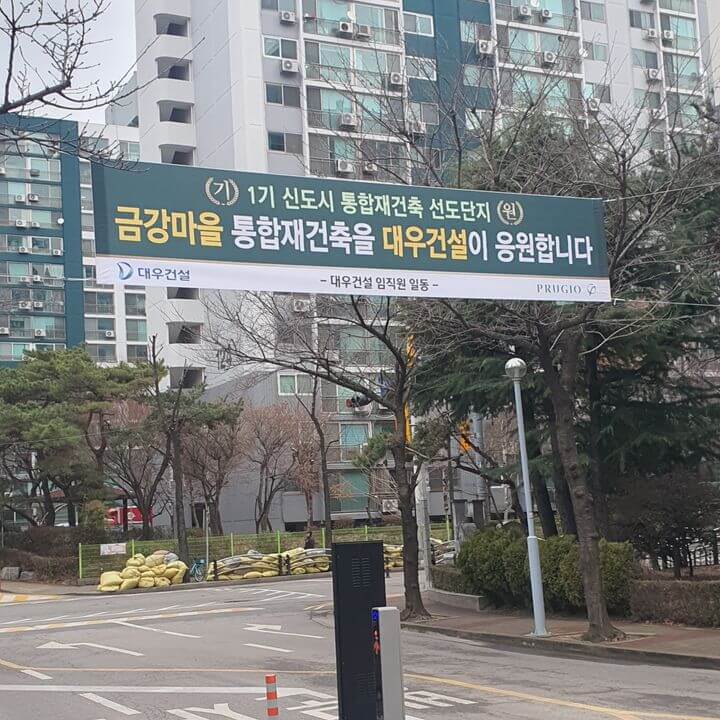 기 1기 신도시 통합재건축 선도단지 원
금강마을 통합재건축을 대우건설이 응원합니다
대우건설 - 대우건설 임직원 일동 - PRUGIO